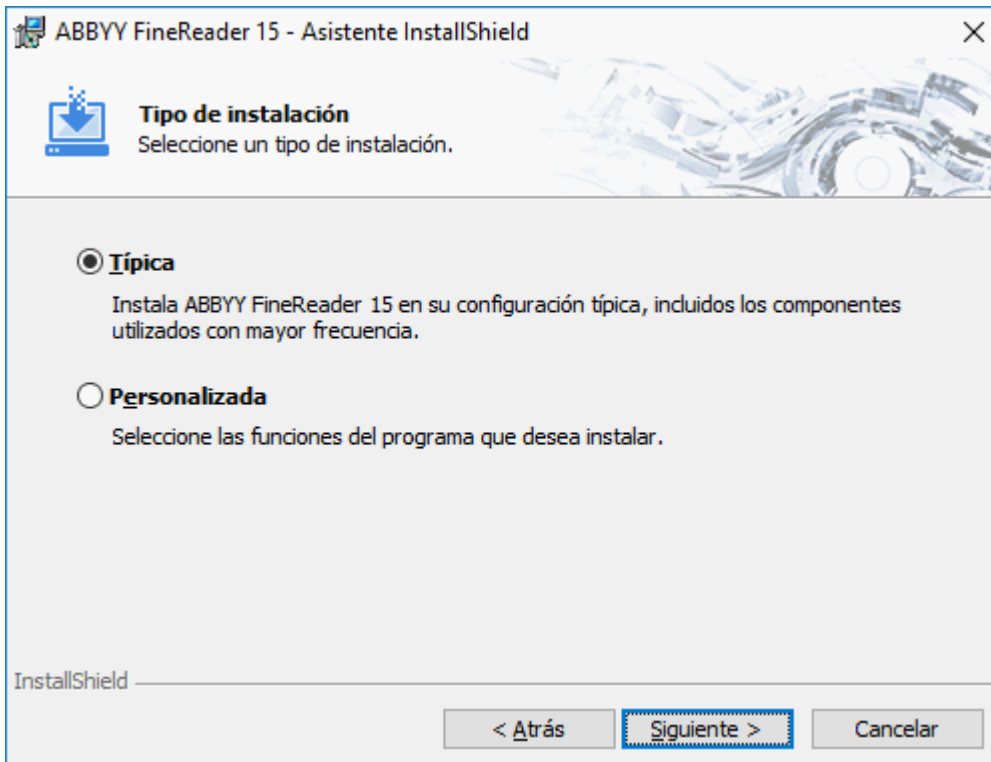 ABBYY FineReader 15 - Asistente InstallShield
Tipo de instalación
Seleccione un tipo de instalación.
Típica
Instala ABBYY FineReader 15 en su configuración típica, incluidos los componentes
utilizados con mayor frecuencia.
Personalizada
Seleccione las funciones del programa que desea instalar.
InstallShield
< Atrás Siguiente > Cancelar